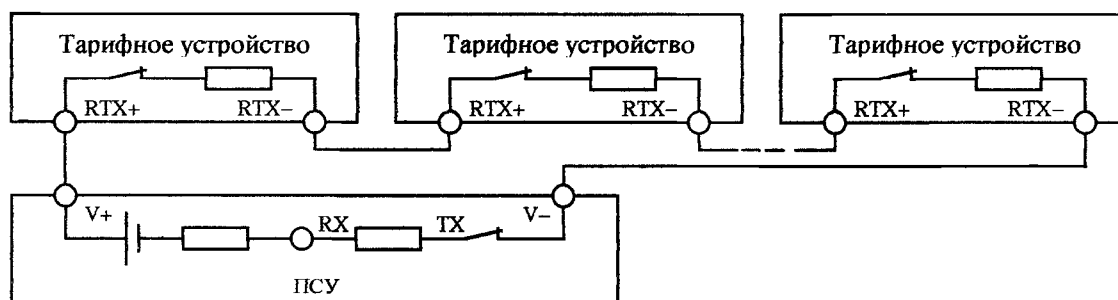 Тарифное устройство Тарифное устройство Тарифное устройство
RTX+ RTX− RTX+ RTX− RTX+ RTX−
V+ RX TX V−
ПСУ